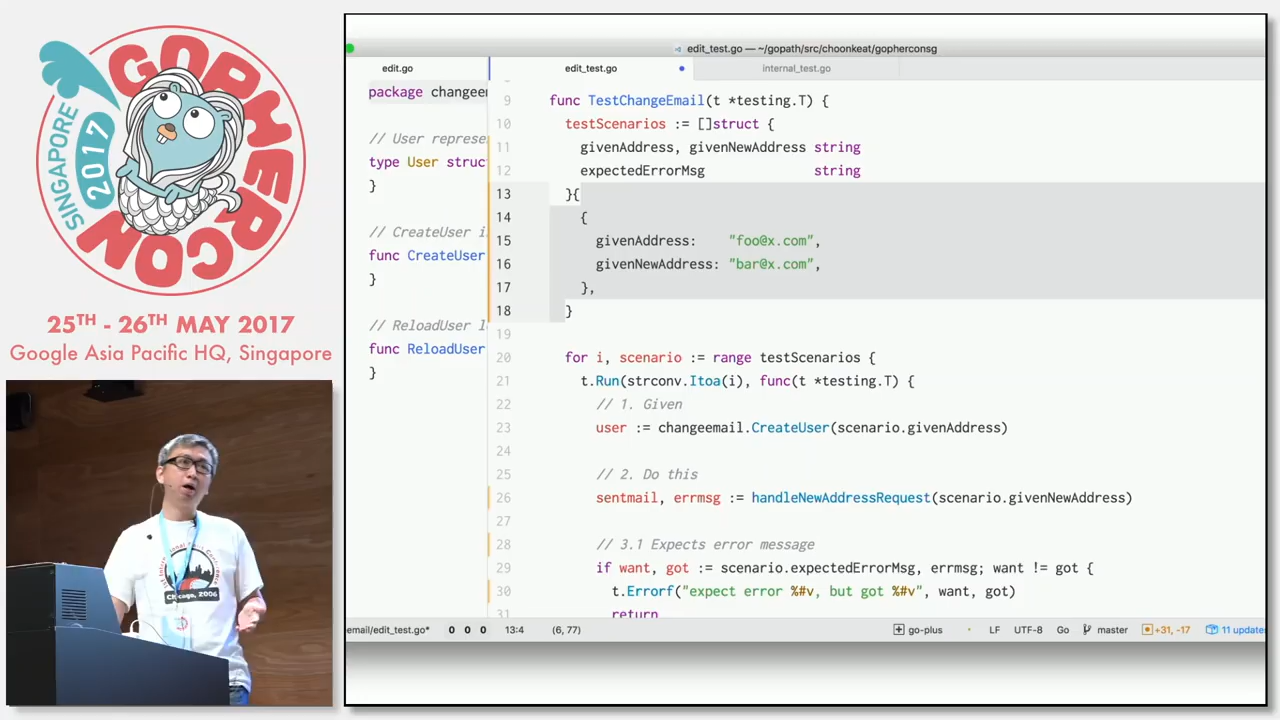 GOPHERCON
SINGAPORE
2017
25TH - 26TH MAY 2017
Google Asia Pacific HQ, Singapore
Chicago, 2006
edit_test.go — ~/gopath/src/choonkeat/gopherconsg
edit.go
edit_test.go
internal_test.go
package changeen
// User represe
type User struc
}
// CreateUser i
func CreateUser
}
// ReloadUser l
func ReloadUser
}
9 func TestChangeEmail(t *testing.T) {
10 testScenarios := []struct {
11 givenAddress, givenNewAddress string
12 expectedErrorMsg string
13 }{
14 {
15 givenAddress: "foo@x.com",
16 givenNewAddress: "bar@x.com",
17 },
18 }
19
20 for i, scenario := range testScenarios {
21 t.Run(strconv.Itoa(i), func(t *testing.T) {
22 // 1. Given
23 user := changeemail.CreateUser(scenario.givenAddress)
24
25 // 2. Do this
26 sentmail, errmsg := handleNewAddressRequest(scenario.givenNewAddress)
27
28 // 3.1 Expects error message
29 if want, got := scenario.expectedErrorMsg, errmsg; want != got {
30 t.Errorf("expect error %#v, but got %#v", want, got)
31 return
email/edit_test.go* 0 0 0 13:4 (6, 77) go-plus LF UTF-8 Go master +31, -17 11 update